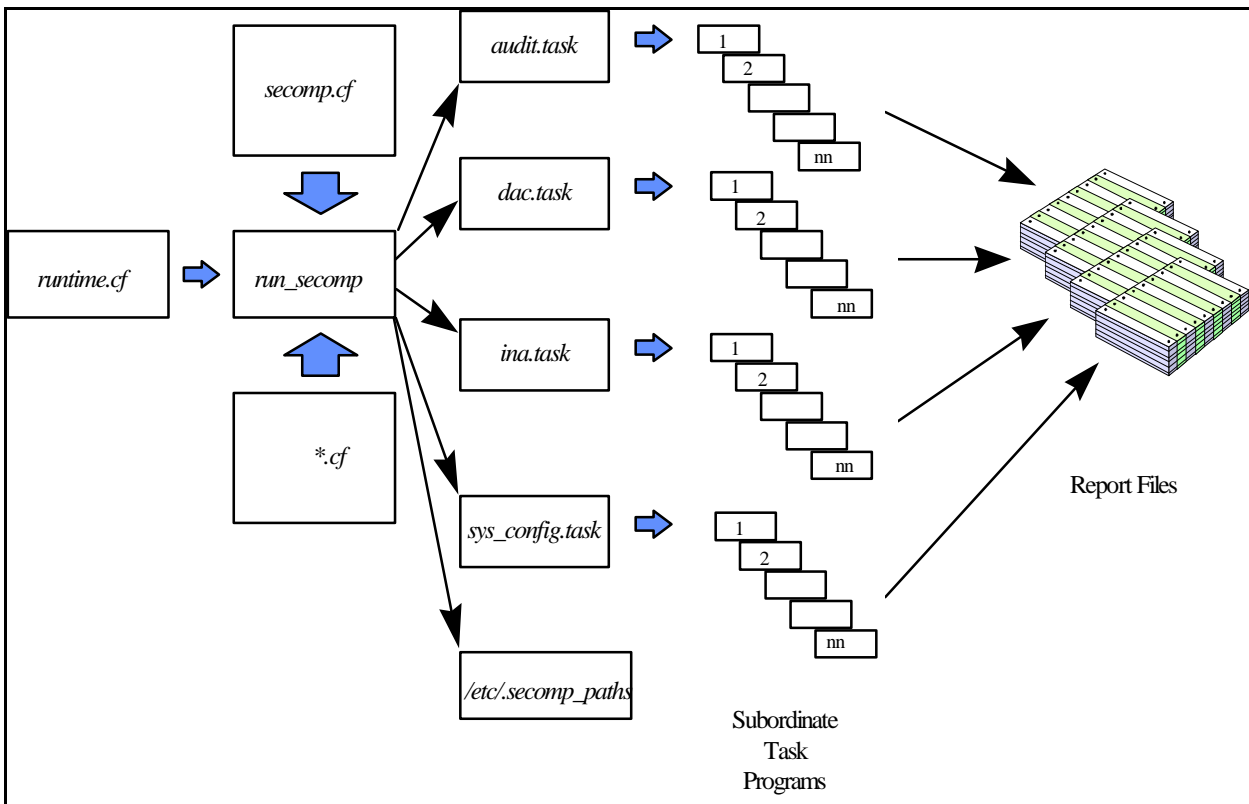 audit.task
1
2
nn
secomp.cf
dac.task
1
2
nn
runtime.cf
run_secomp
ina.task
1
2
nn
*.cf
Report Files
sys_config.task
1
2
nn
/etc/.secomp_paths
Subordinate
Task
Programs